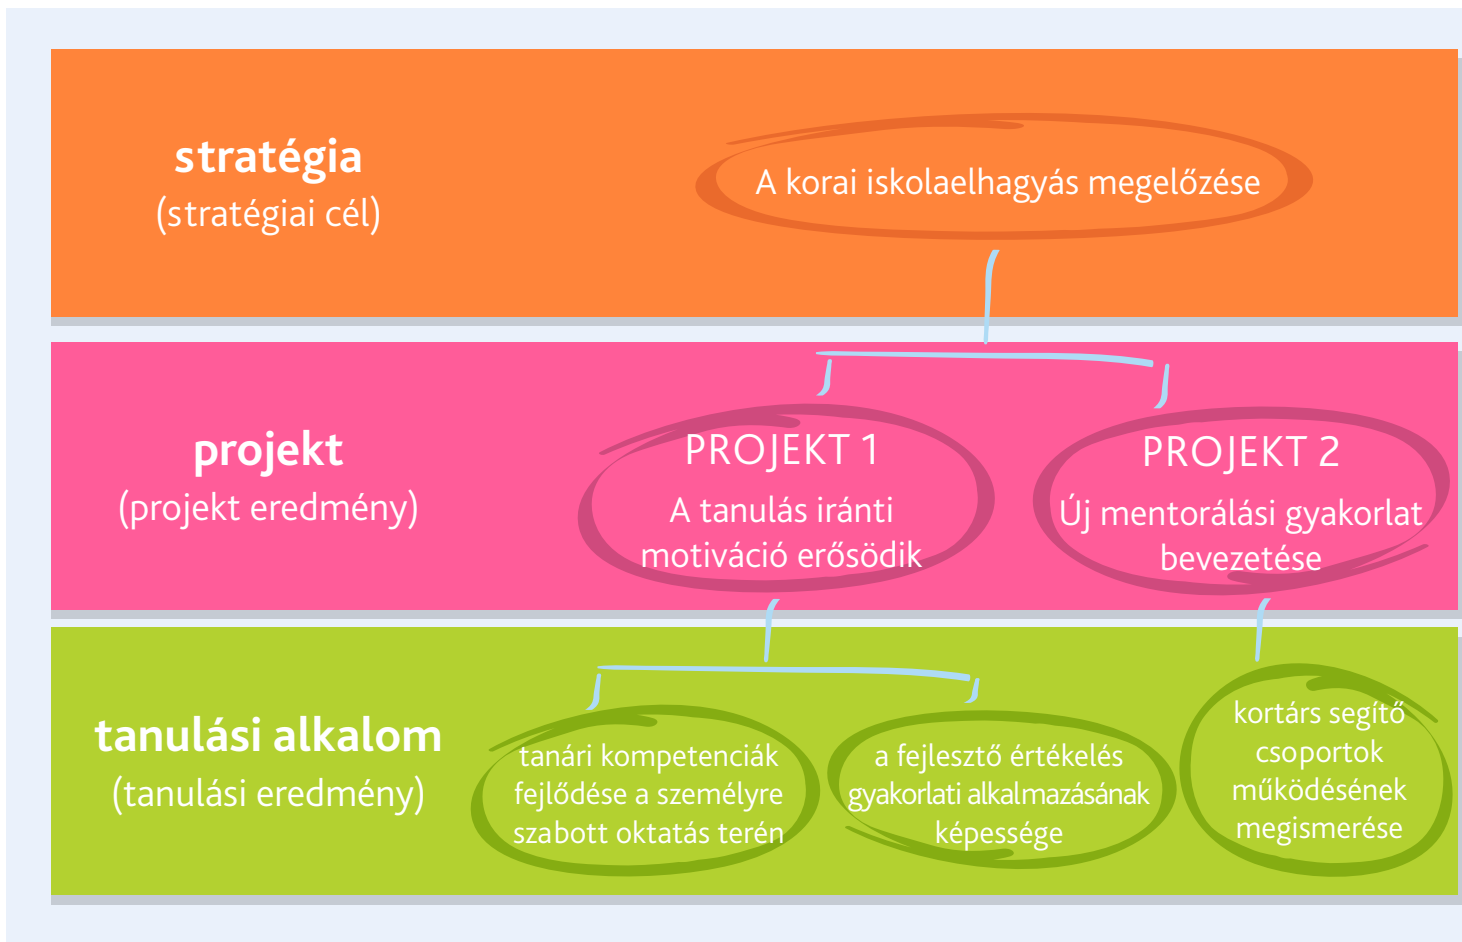 stratégia
(stratégiai cél)
A korai iskolaelhagyás megelőzése
projekt
(projekt eredmény)
PROJEKT 1
A tanulás iránti
motiváció erősödik
PROJEKT 2
Új mentorálási gyakorlat
bevezetése
tanulási alkalom
(tanulási eredmény)
tanári kompetenciák
fejlődése a személyre
szabott oktatás terén
a fejlesztő értékelés
gyakorlati alkalmazásának
képessége
kortárs segítő
csoportok
működésének
megismerése